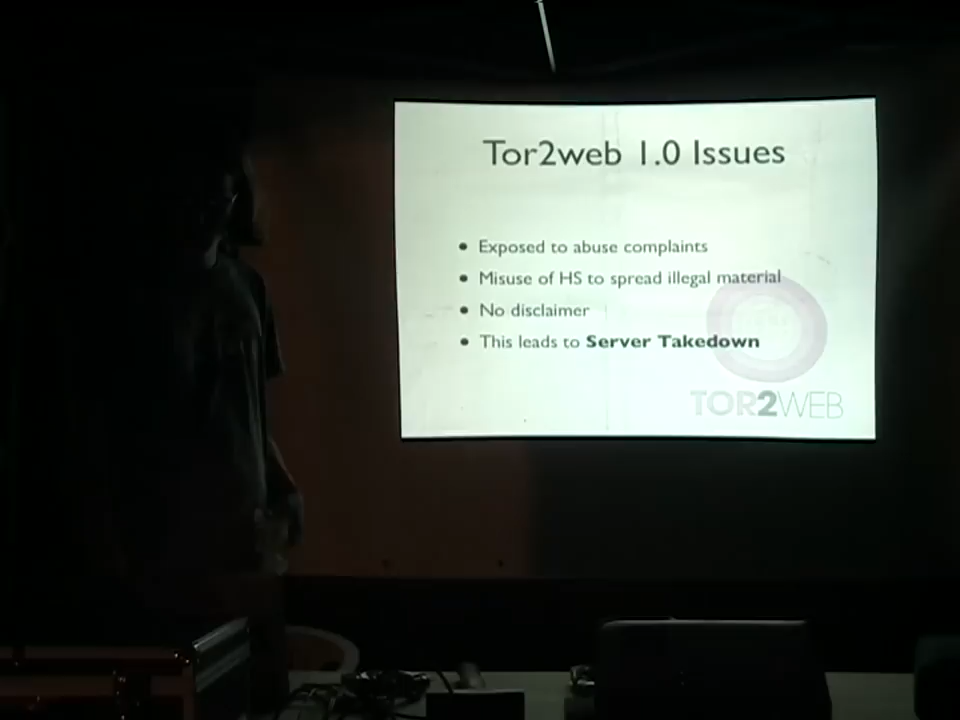 Tor2web 1.0 Issues
• Exposed to abuse complaints
• Misuse of HS to spread illegal material
• No disclaimer
• This leads to Server Takedown
TOR2WEB